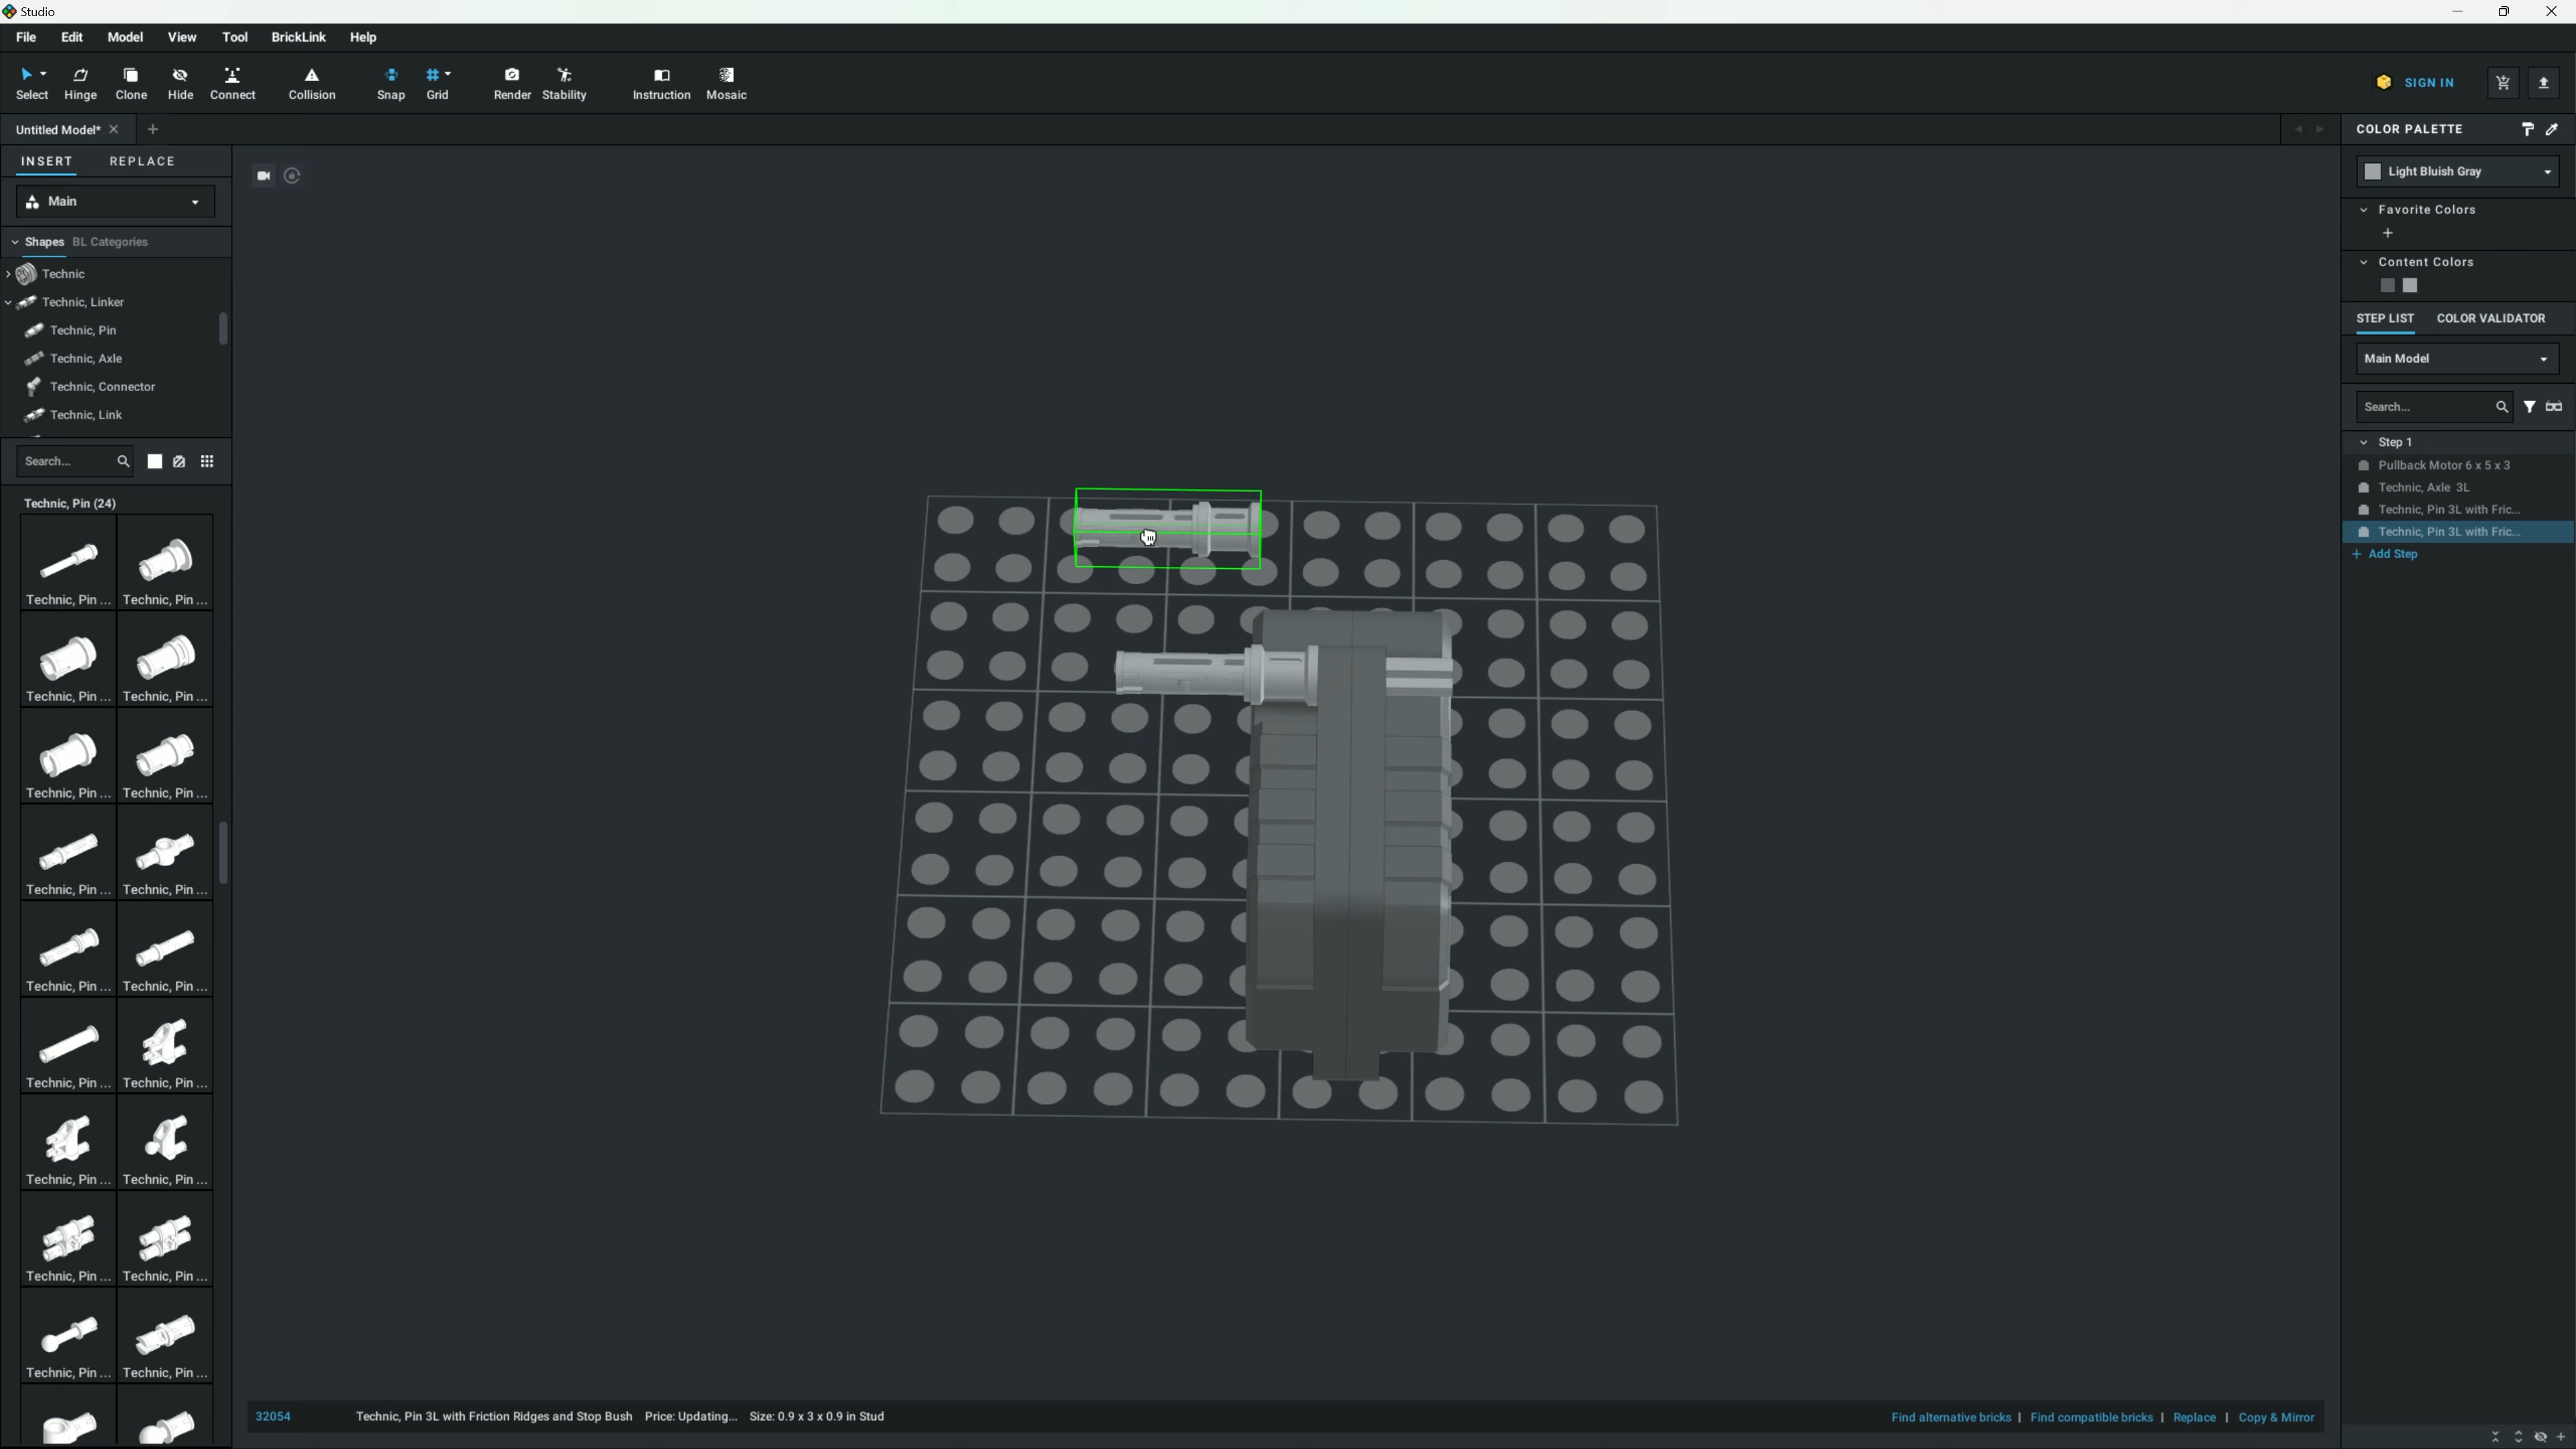 Studio
File Edit Model View Tool BrickLink Help
Select Hinge Clone Hide Connect Collision Snap Grid Render Stability Instruction Mosaic
SIGN IN
Untitled Model*
INSERT REPLACE
Main
Shapes BL Categories
Technic
Technic, Linker
Technic, Pin
Technic, Axle
Technic, Connector
Technic, Link
Search...
Technic, Pin (24)
Technic, Pin ... Technic, Pin ...
Technic, Pin ... Technic, Pin ...
Technic, Pin ... Technic, Pin ...
Technic, Pin ... Technic, Pin ...
Technic, Pin ... Technic, Pin ...
Technic, Pin ... Technic, Pin ...
Technic, Pin ... Technic, Pin ...
Technic, Pin ... Technic, Pin ...
Technic, Pin ... Technic, Pin ...
32054 Technic, Pin 3L with Friction Ridges and Stop Bush Price: Updating... Size: 0.9 x 3 x 0.9 in Stud
Find alternative bricks | Find compatible bricks | Replace | Copy & Mirror
COLOR PALETTE
Light Bluish Gray
Favorite Colors
Content Colors
STEP LIST COLOR VALIDATOR
Main Model
Search...
Step 1
Pullback Motor 6 x 5 x 3
Technic, Axle 3L
Technic, Pin 3L with Fric...
Technic, Pin 3L with Fric...
+ Add Step